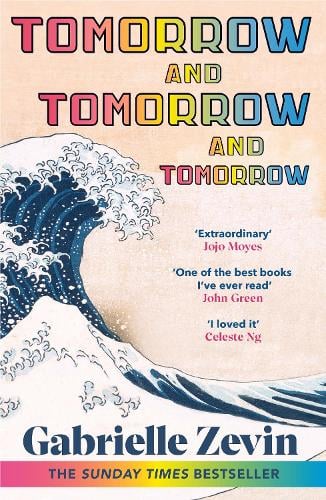 TOMORROW
AND
TOMORROW
AND
TOMORROW
‘Extraordinary’
Jojo Moyes
‘One of the best books
I’ve ever read’
John Green
‘I loved it’
Celeste Ng
Gabrielle Zevin
THE SUNDAY TIMES BESTSELLER